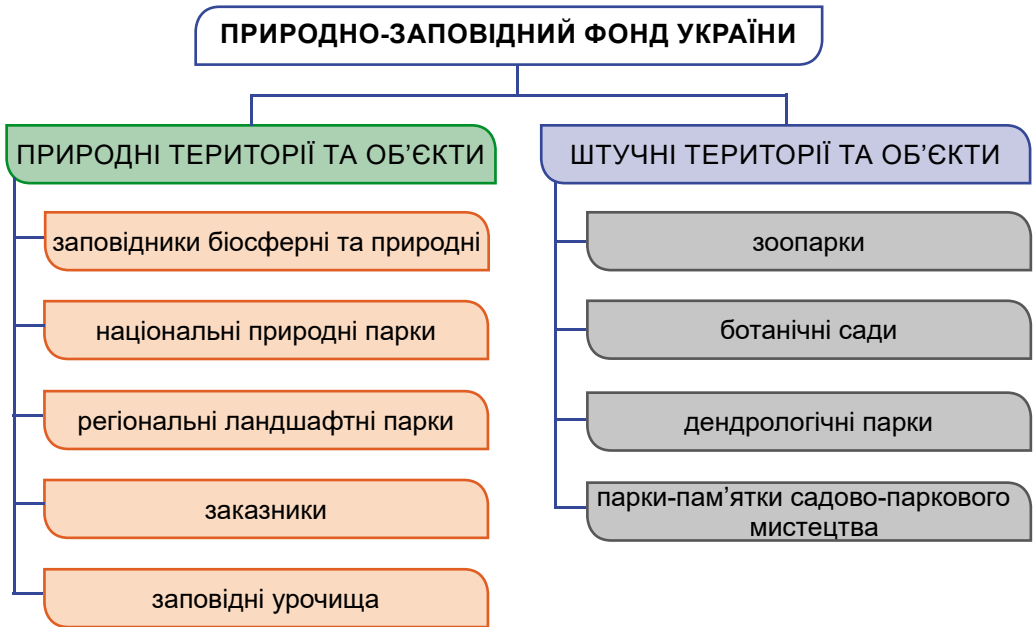 ПРИРОДНО-ЗАПОВІДНИЙ ФОНД УКРАЇНИ
ПРИРОДНІ ТЕРИТОРІЇ ТА ОБ’ЄКТИ
заповідники біосферні та природні
національні природні парки
регіональні ландшафтні парки
заказники
заповідні урочища
ШТУЧНІ ТЕРИТОРІЇ ТА ОБ’ЄКТИ
зоопарки
ботанічні сади
дендрологічні парки
парки-пам’ятки садово-паркового
мистецтва